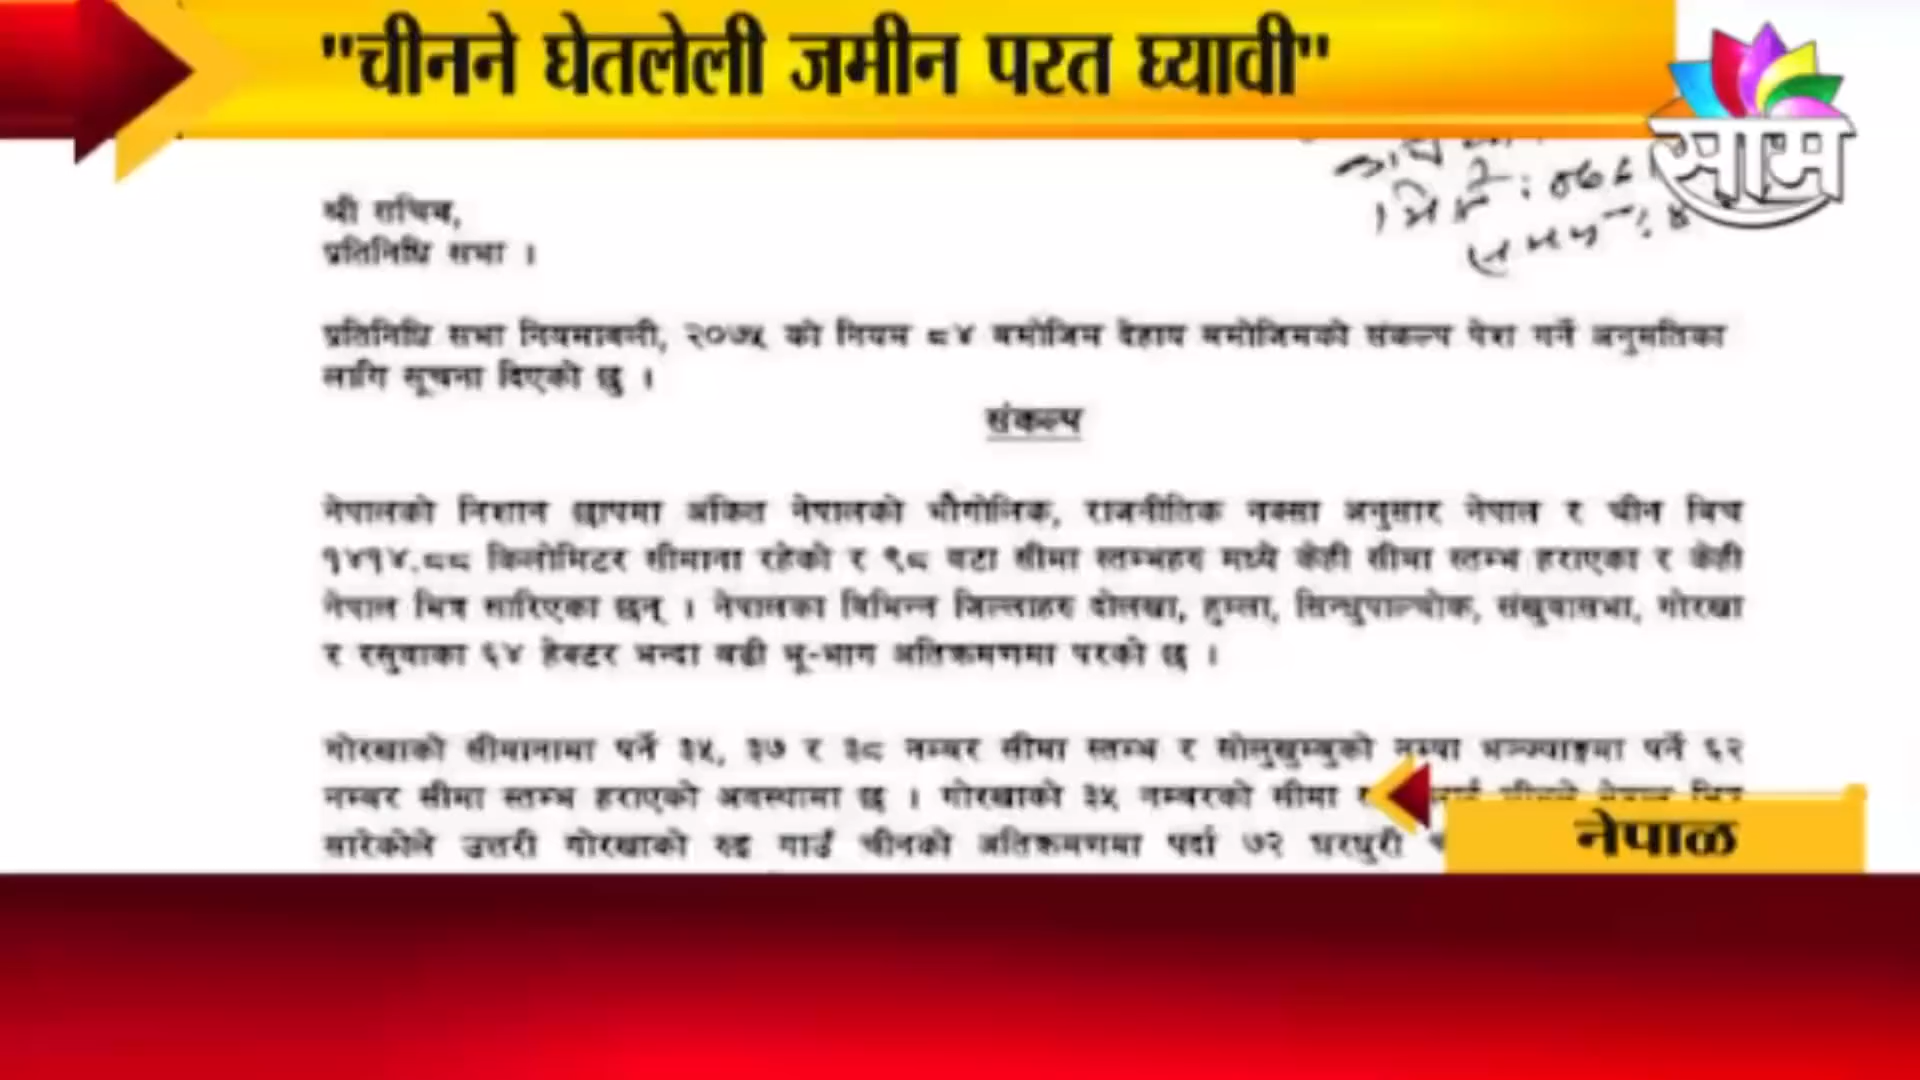 "चीनने घेतलेली जमीन परत घ्यावी"
साम
श्री सचिव,
प्रतिनिधि सभा ।
प्रतिनिधि सभा नियमावली, २०७५ को नियम ८४ बमोजिम देहाय बमोजिमको संकल्प पेश गर्ने अनुमतिका
लागि सूचना दिएको छु ।
संकल्प
नेपालको निशान छापमा अंकित नेपालको भौगोलिक, राजनीतिक नक्सा अनुसार नेपाल र चीन बिच
१४१४.८८ किलोमिटर सीमाना रहेको र ९८ वटा सीमा स्तम्भहरु मध्ये केही सीमा स्तम्भ हराएका र केही
नेपाल भित्र सारिएका छन् । नेपालका विभिन्न जिल्लाहरु दोलखा, हुम्ला, सिन्धुपाल्चोक, संखुवासभा, गोरखा
र रसुवाका ६४ हेक्टर भन्दा बढी भू-भाग अतिक्रमणमा परको छ ।
गोरखाको सीमानामा पर्ने ३५, ३७ र ३८ नम्बर सीमा स्तम्भ र सोलुखुम्बुको नम्पा भञ्ज्याङ्गमा पर्ने ६२
नम्बर सीमा स्तम्भ हराएको अवस्थामा छ । गोरखाको ३५ नम्बरको सीमा
सारेकोले उत्तरी गोरखाको रुइ गाउँ चीनको अतिक्रमणमा पर्दा ७२ घरधुरी
नेपाळ